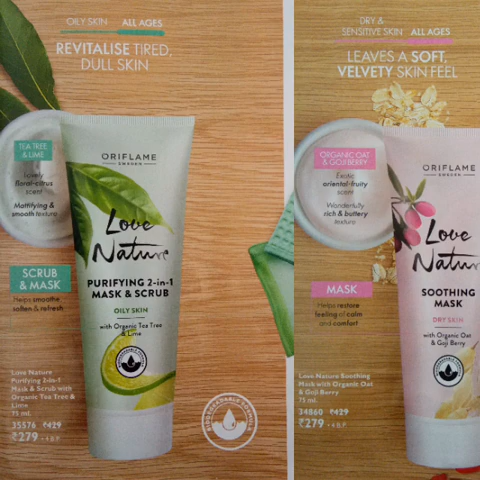 OILY SKIN ALL AGES
REVITALISE TIRED,
DULL SKIN
TEA TREE
& LIME
Lovely
floral-citrus
scent
Mattifying &
smooth texture
SCRUB
& MASK
Helps smoothe
soften & refresh
Love Nature
Purifying 2-in-1
Mask & Scrub with
Organic Tea Tree &
Lime
75 ml.
35576 ₹429
₹279 • 4 B.P.
ORIFLAME
SWEDEN
Love
Nature
PURIFYING 2-in-1
MASK & SCRUB
OILY SKIN
with Organic Tea Tree
& Lime
BIODEGRADABLE FORMULA
DRY &
SENSITIVE SKIN ALL AGES
LEAVES A SOFT,
VELVETY SKIN FEEL
ORGANIC OAT
& GOJI BERRY
Exotic
oriental-fruity
scent
Wonderfully
rich & buttery
texture
MASK
Helps restore
feeling of calm
and comfort
Love Nature Soothing
Mask with Organic Oat
& Goji Berry
75 ml.
34860 ₹429
₹279 • 4 B.P.
ORIFLAME
SWEDEN
Love
Natur
SOOTHING
MASK
DRY SKIN
with Organic Oat
& Goji Berry